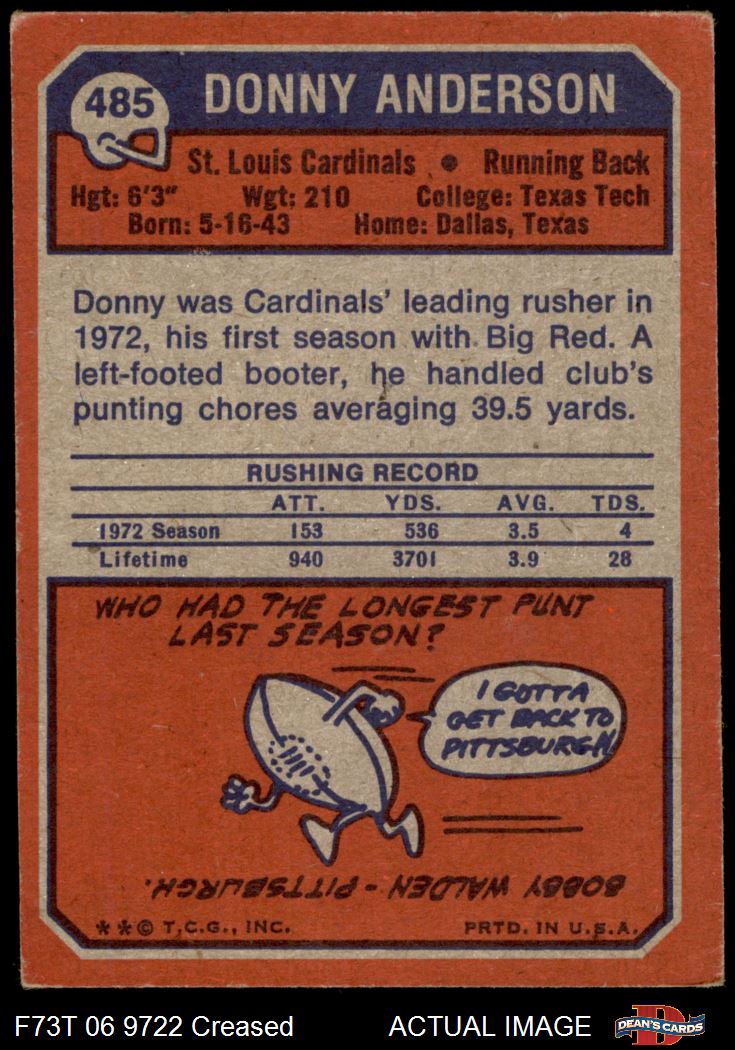 485
DONNY ANDERSON
St. Louis Cardinals • Running Back
Hgt: 6'3" Wgt: 210 College: Texas Tech
Born: 5-16-43 Home: Dallas, Texas
Donny was Cardinals' leading rusher in
1972, his first season with Big Red. A
left-footed booter, he handled club's
punting chores averaging 39.5 yards.
RUSHING RECORD
ATT. YDS. AVG. TDS.
1972 Season 153 536 3.5 4
Lifetime 940 3701 3.9 28
WHO HAD THE LONGEST PUNT
LAST SEASON?
I GOTTA
GET BACK TO
PITTSBURGH
BOBBY WALDEN - PITTSBURGH.
**© T.C.G., INC. PRTD. IN U.S.A.
F73T 06 9722 Creased ACTUAL IMAGE
D
DEAN'S CARDS